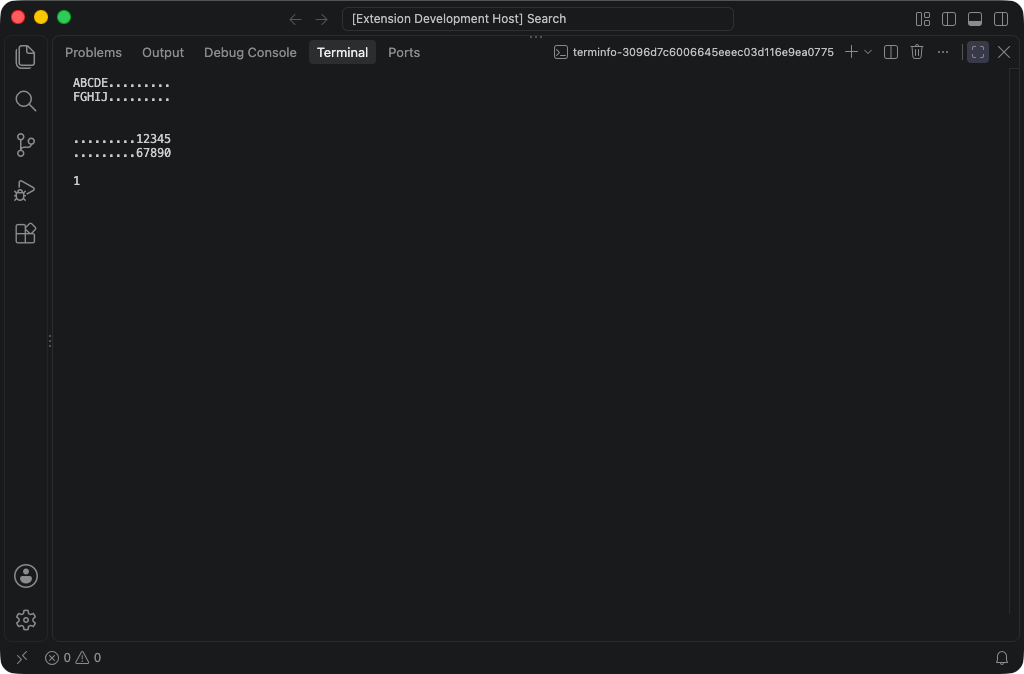 [Extension Development Host] Search
Problems Output Debug Console Terminal Ports
terminfo-3096d7c6006645eeec03d116e9ea0775
ABCDE.........
FGHIJ.........
.........12345
.........67890
1
0 0